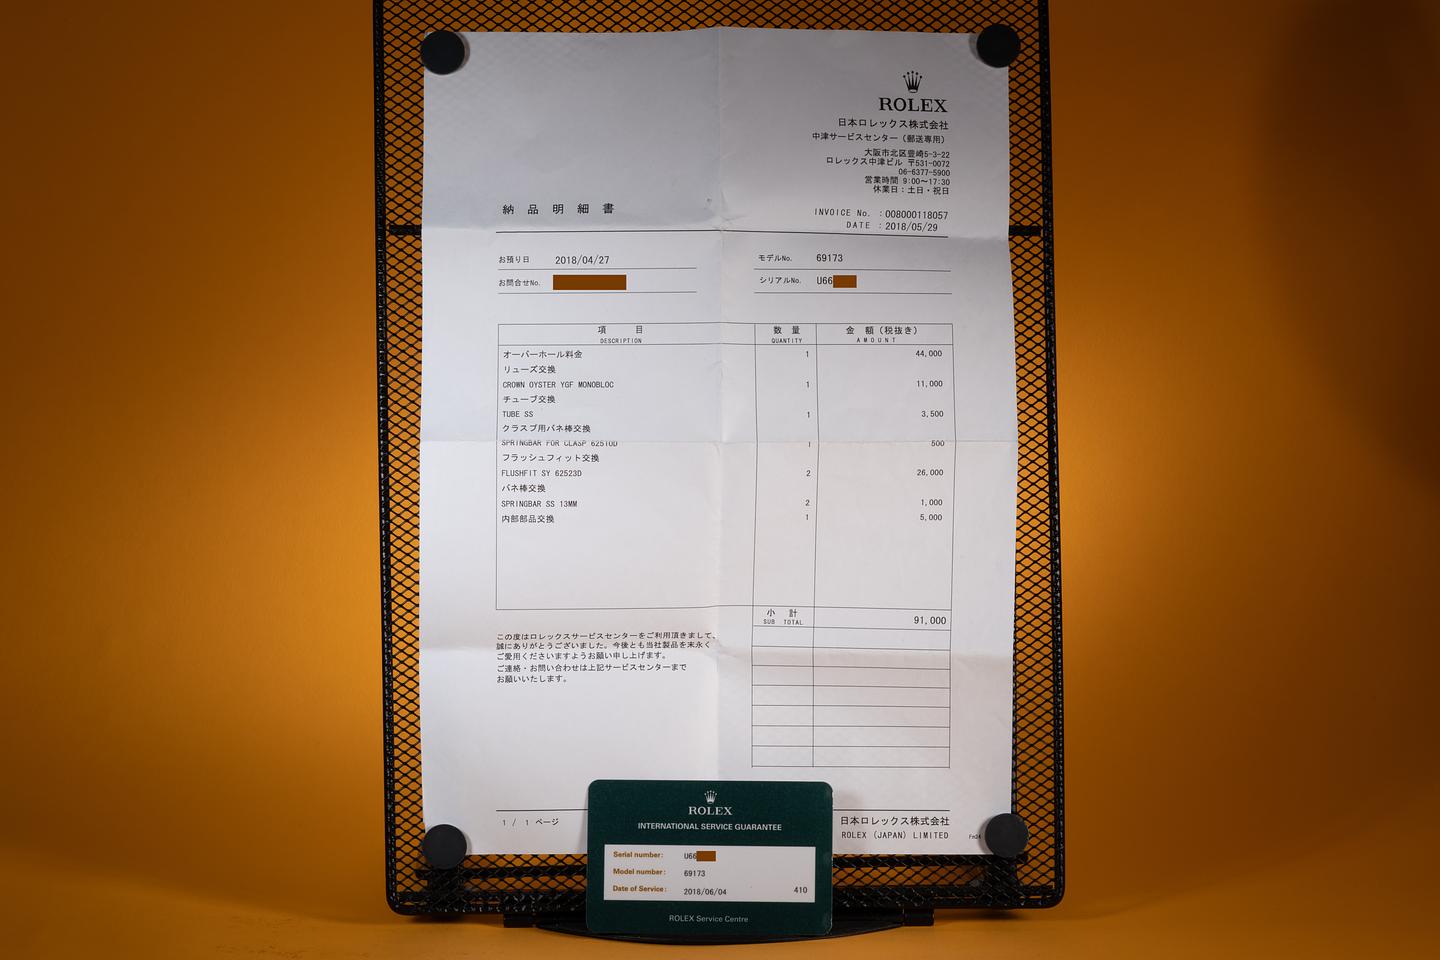 ROLEX
日本ロレックス株式会社
中津サービスセンター（郵送専用）
大阪市北区豊崎5-3-22
ロレックス中津ビル 〒531-0072
06-6377-5900
営業時間 9:00〜17:30
休業日：土日・祝日
納品明細書
INVOICE No. :008000118057
DATE :2018/05/29
お預り日 2018/04/27
モデルNo. 69173
お問合せNo.
シリアルNo. U66
項目 数量 金額（税抜き）
DESCRIPTION QUANTITY AMOUNT
オーバーホール料金 1 44,000
リューズ交換
CROWN OYSTER YGF MONOBLOC 1 11,000
チューブ交換
TUBE SS 1 3,500
クラスプ用バネ棒交換
SPRINGBAR FOR CLASP 62510D 1 500
フラッシュフィット交換
FLUSHFIT SY 62523D 2 26,000
バネ棒交換
SPRINGBAR SS 13MM 2 1,000
内部部品交換 1 5,000
小計
SUB TOTAL 91,000
この度はロレックスサービスセンターをご利用頂きまして、
誠にありがとうございました。今後とも当社製品を末永く
ご愛用くださいますようお願い申し上げます。
ご連絡・お問い合わせは上記サービスセンターまで
お願いいたします。
1 / 1 ページ
日本ロレックス株式会社
ROLEX (JAPAN) LIMITED
ROLEX
INTERNATIONAL SERVICE GUARANTEE
Serial number: U66
Model number: 69173
Date of Service: 2018/06/04 410
ROLEX Service Centre